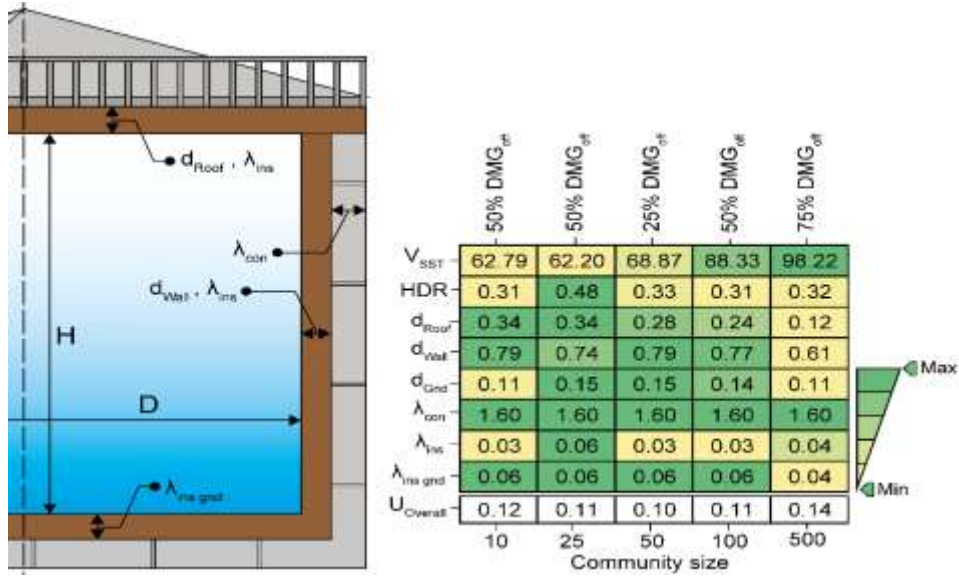 d_Roof , λ_ins
λ_con
d_Wall , λ_ins
H
D
λ_ins gnd
50% DMG_off 50% DMG_off 25% DMG_off 50% DMG_off 75% DMG_off
V_SST 62.79 62.20 68.87 88.33 98.22
HDR 0.31 0.48 0.33 0.31 0.32
d_Roof 0.34 0.34 0.28 0.24 0.12
d_Wall 0.79 0.74 0.79 0.77 0.61
d_Gnd 0.11 0.15 0.15 0.14 0.11
λ_con 1.60 1.60 1.60 1.60 1.60
λ_ins 0.03 0.06 0.03 0.03 0.04
λ_ins gnd 0.06 0.06 0.06 0.06 0.04
U_Overall 0.12 0.11 0.10 0.11 0.14
10 25 50 100 500
Community size
Max
Min